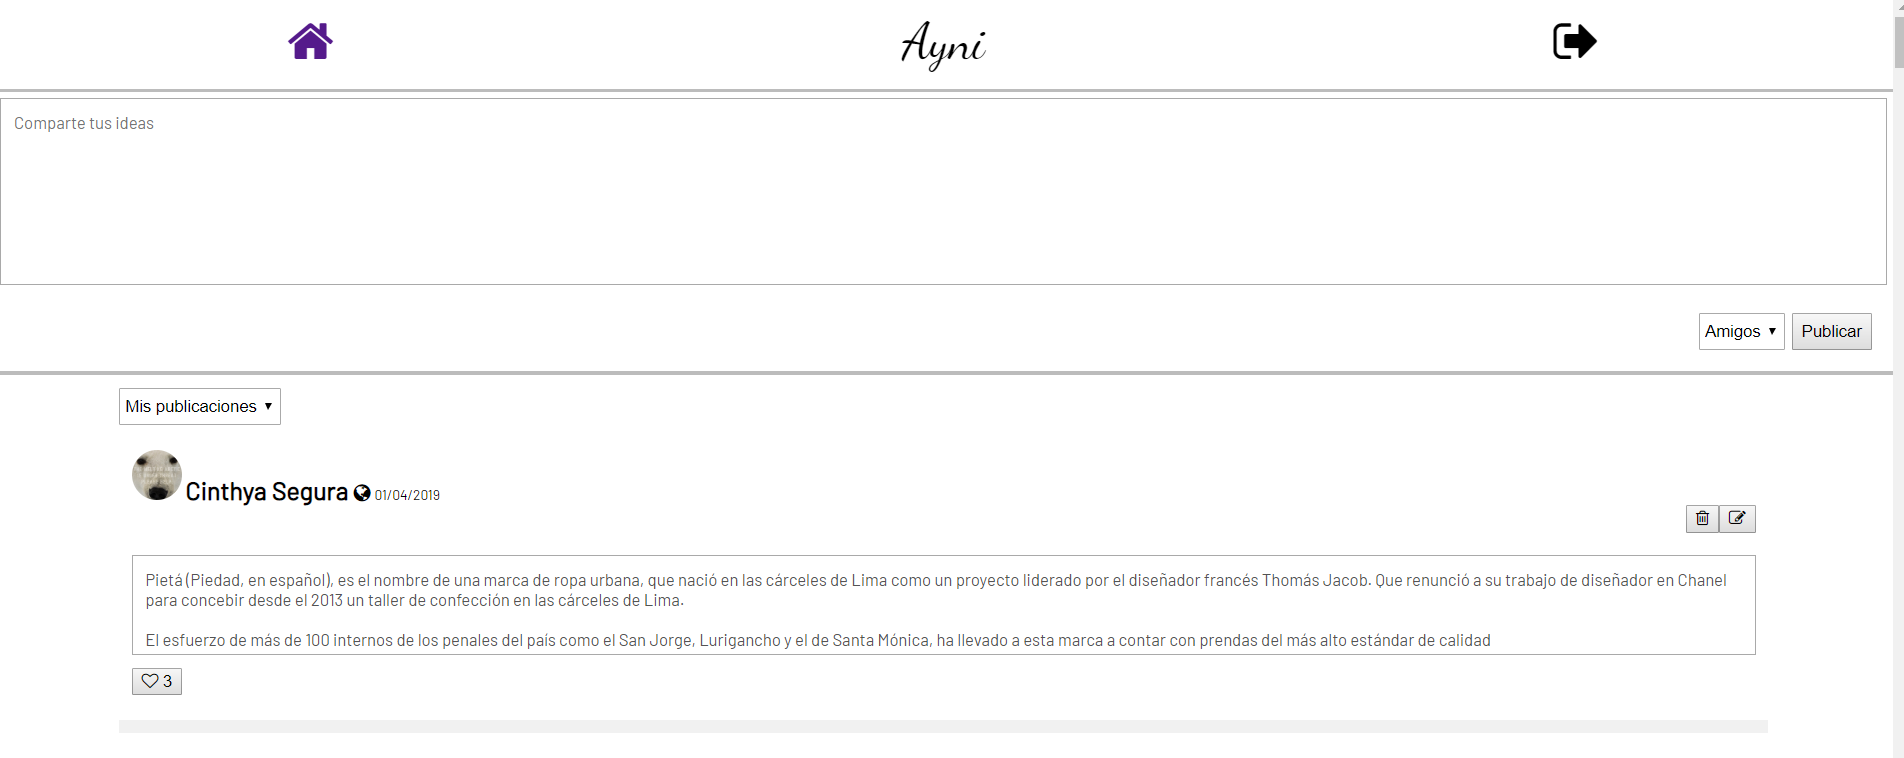 Ayni
Comparte tus ideas
Amigos
Publicar
Mis publicaciones
Cinthya Segura 01/04/2019
Pietá (Piedad, en español), es el nombre de una marca de ropa urbana, que nació en las cárceles de Lima como un proyecto liderado por el diseñador francés Thomás Jacob. Que renunció a su trabajo de diseñador en Chanel
para concebir desde el 2013 un taller de confección en las cárceles de Lima.
El esfuerzo de más de 100 internos de los penales del país como el San Jorge, Lurigancho y el de Santa Mónica, ha llevado a esta marca a contar con prendas del más alto estándar de calidad
3